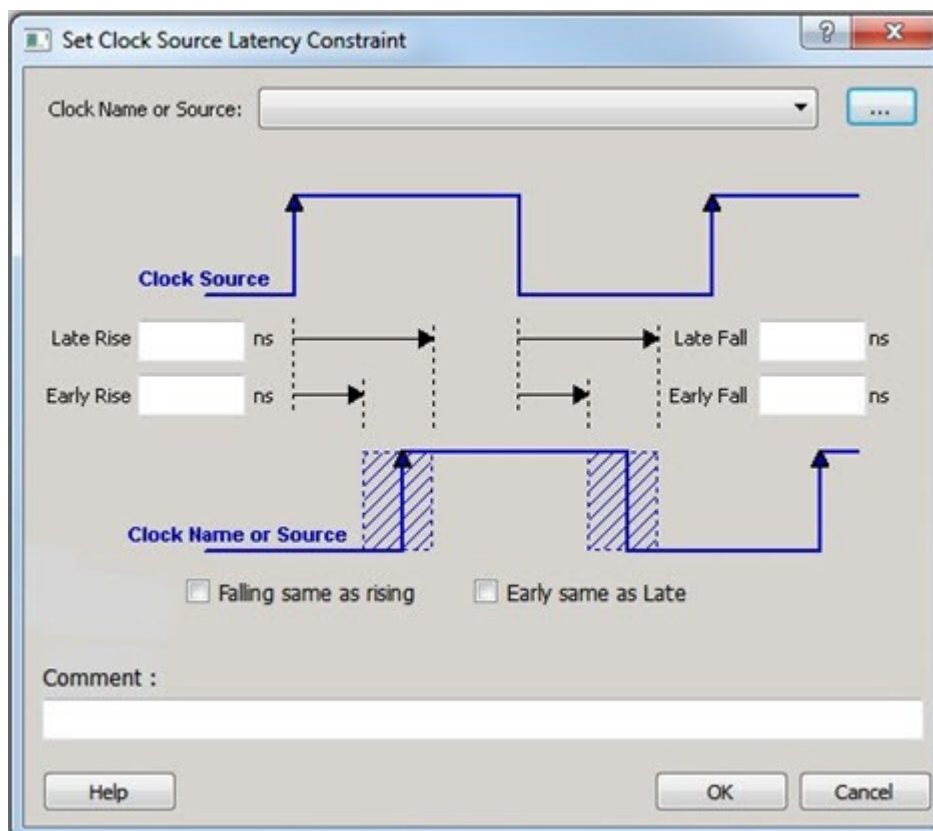 Set Clock Source Latency Constraint
?
Clock Name or Source:
...
Clock Source
Late Rise ns Late Fall ns
Early Rise ns Early Fall ns
Clock Name or Source
Falling same as rising Early same as Late
Comment :
Help OK Cancel